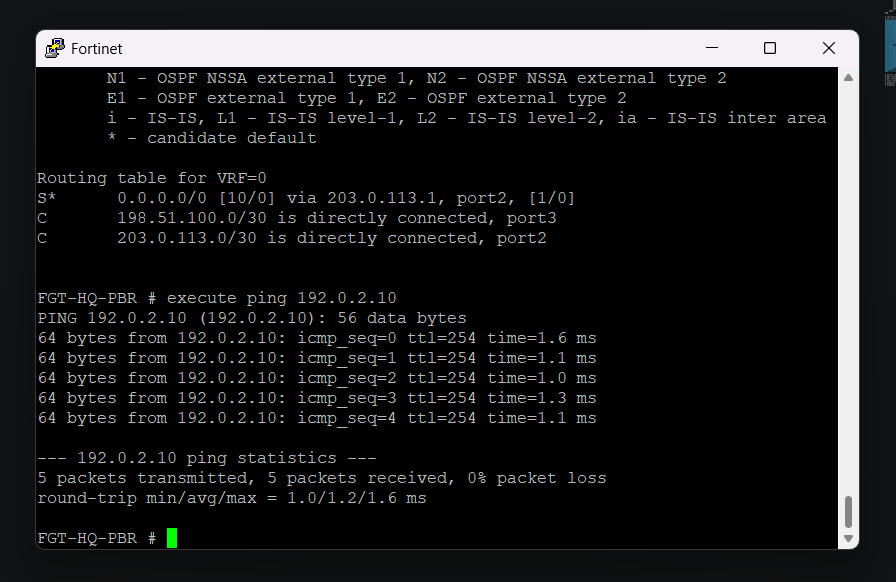 Fortinet
N1 - OSPF NSSA external type 1, N2 - OSPF NSSA external type 2
E1 - OSPF external type 1, E2 - OSPF external type 2
i - IS-IS, L1 - IS-IS level-1, L2 - IS-IS level-2, ia - IS-IS inter area
* - candidate default
Routing table for VRF=0
S*      0.0.0.0/0 [10/0] via 203.0.113.1, port2, [1/0]
C       198.51.100.0/30 is directly connected, port3
C       203.0.113.0/30 is directly connected, port2
FGT-HQ-PBR # execute ping 192.0.2.10
PING 192.0.2.10 (192.0.2.10): 56 data bytes
64 bytes from 192.0.2.10: icmp_seq=0 ttl=254 time=1.6 ms
64 bytes from 192.0.2.10: icmp_seq=1 ttl=254 time=1.1 ms
64 bytes from 192.0.2.10: icmp_seq=2 ttl=254 time=1.0 ms
64 bytes from 192.0.2.10: icmp_seq=3 ttl=254 time=1.3 ms
64 bytes from 192.0.2.10: icmp_seq=4 ttl=254 time=1.1 ms
--- 192.0.2.10 ping statistics ---
5 packets transmitted, 5 packets received, 0% packet loss
round-trip min/avg/max = 1.0/1.2/1.6 ms
FGT-HQ-PBR #